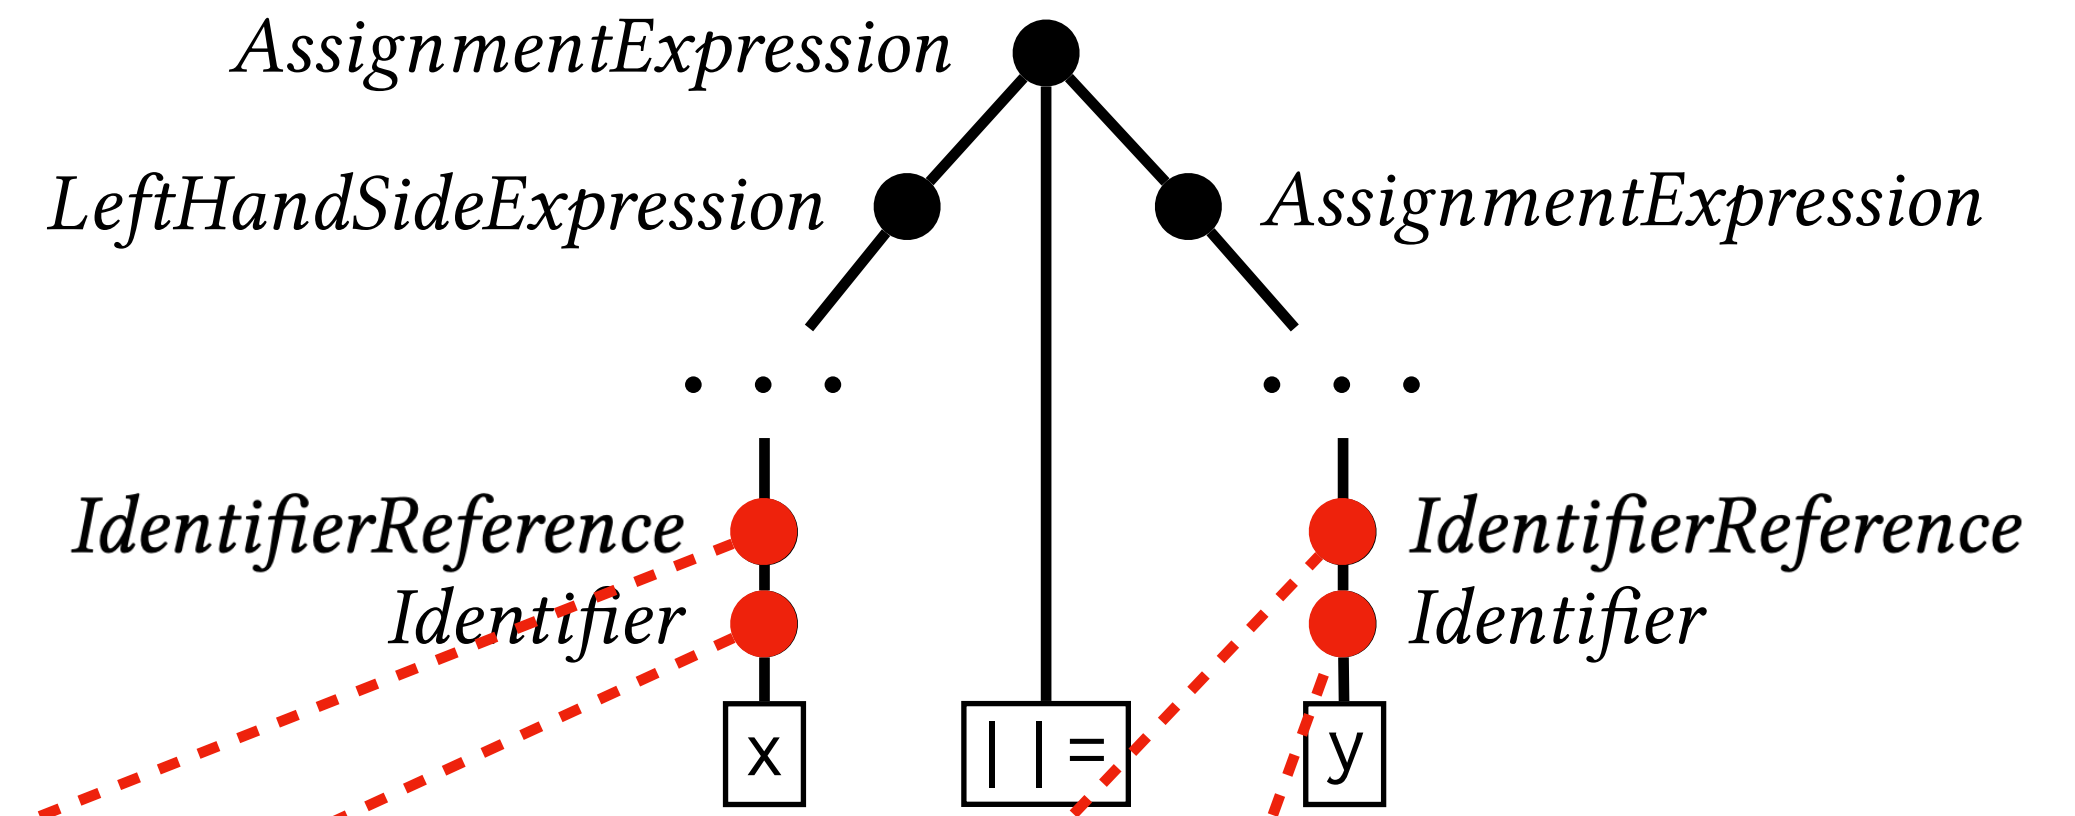 AssignmentExpression
LeftHandSideExpression AssignmentExpression
. . . . . .
IdentifierReference IdentifierReference
Identifier Identifier
x ||= y